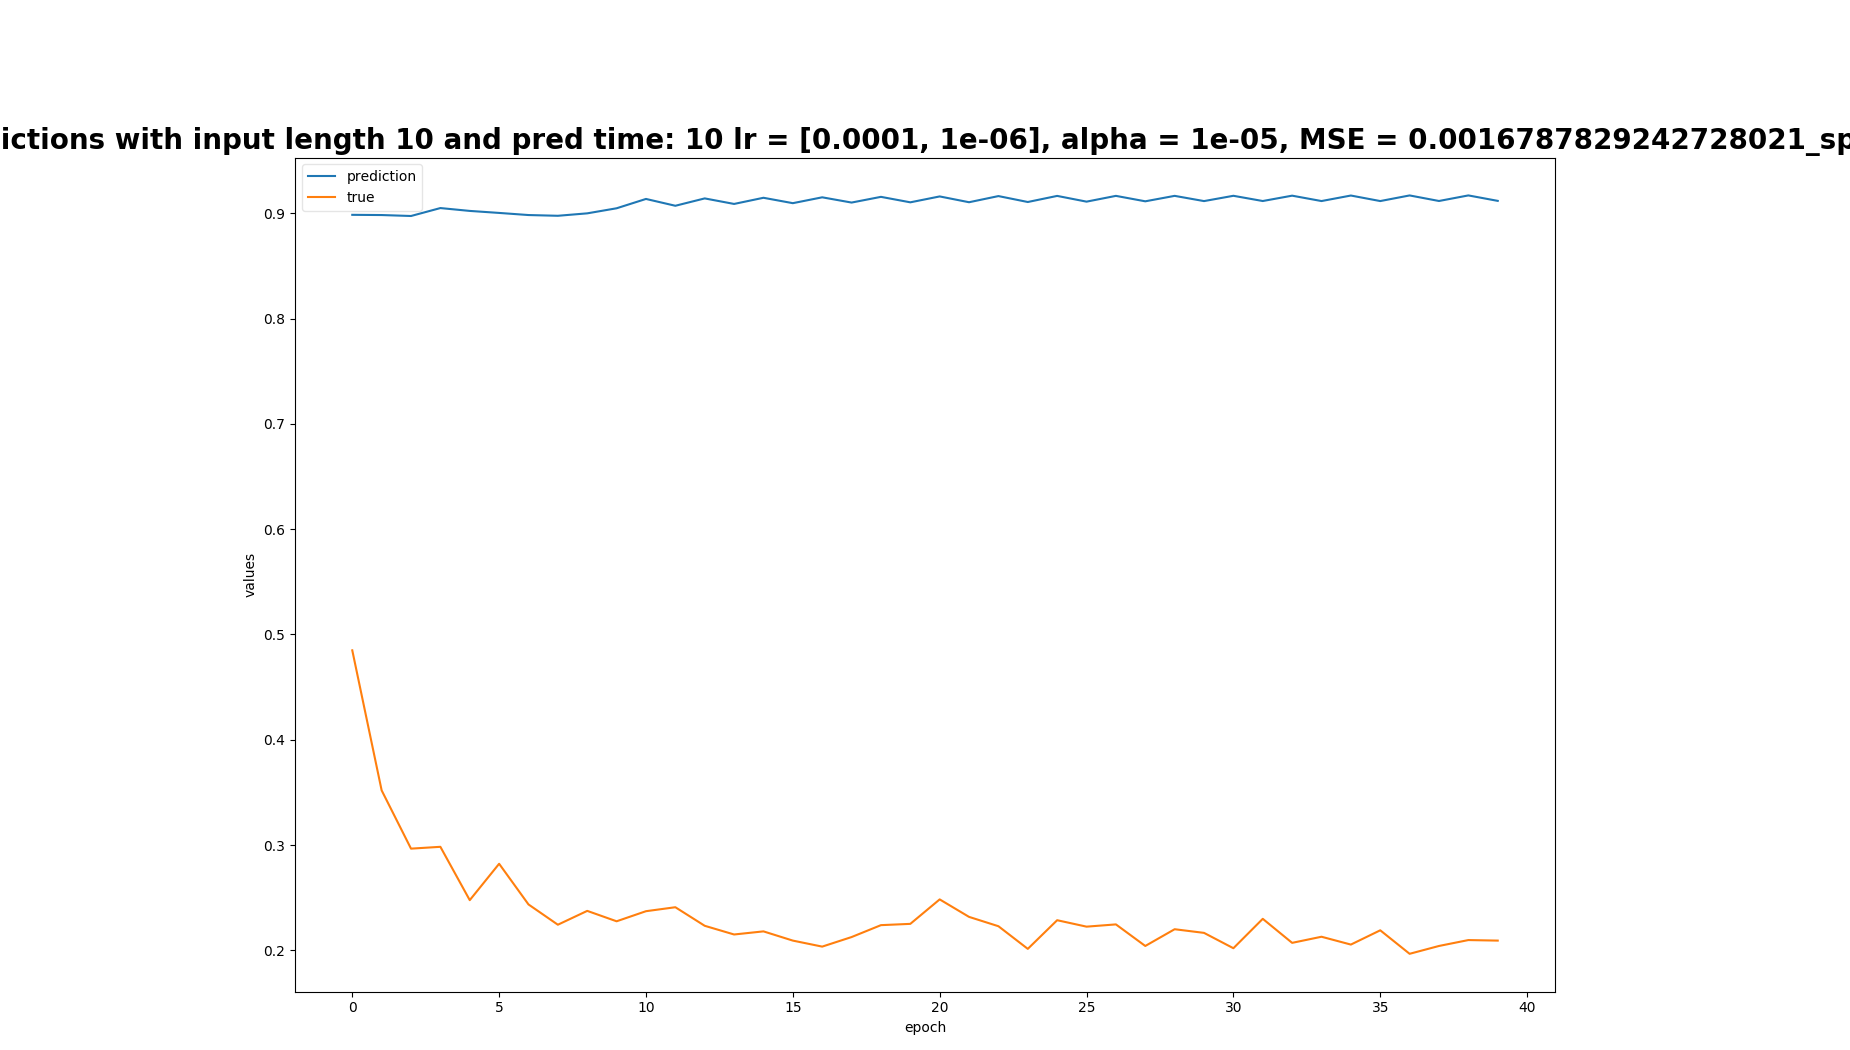 ictions with input length 10 and pred time: 10 lr = [0.0001, 1e-06], alpha = 1e-05, MSE = 0.0016787829242728021_sp
prediction
true
0.9
0.8
0.7
0.6
0.5
0.4
0.3
0.2
values
0 5 10 15 20 25 30 35 40
epoch